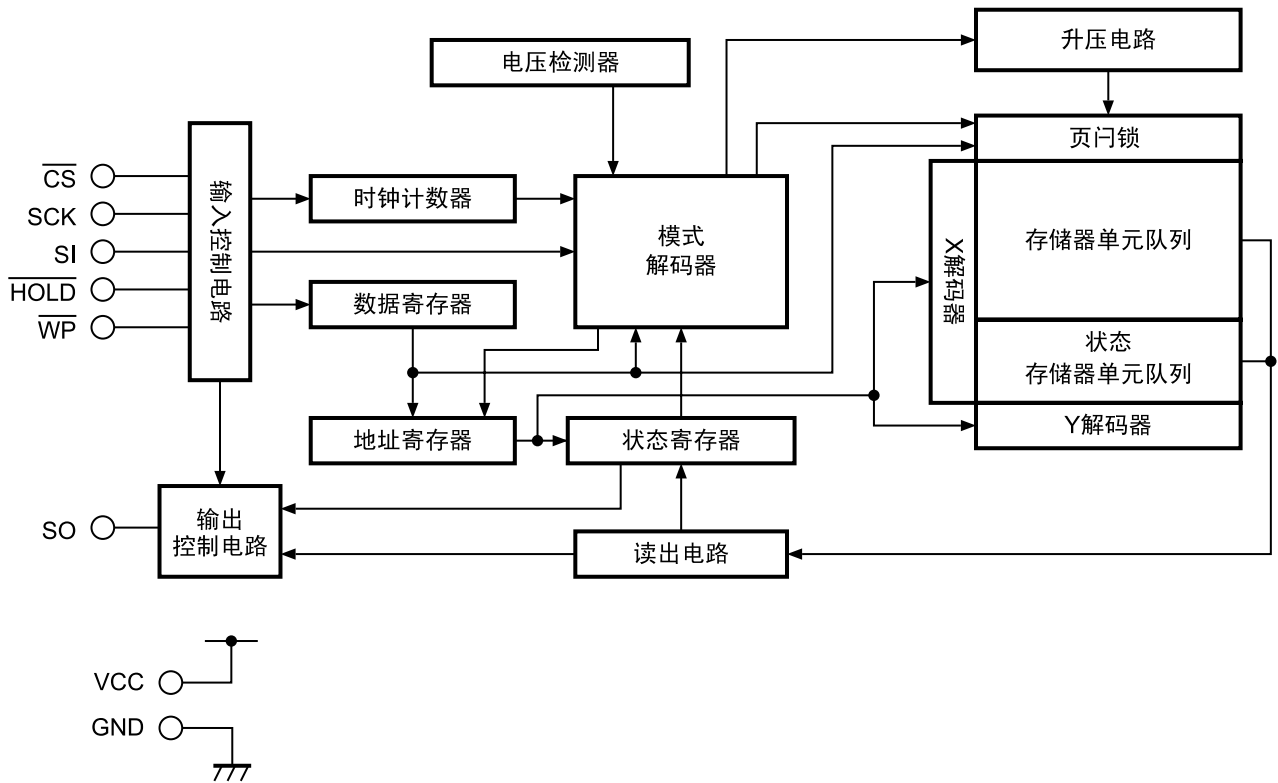 电压检测器
升压电路
页闩锁
CS
SCK
SI
HOLD
WP
输入控制电路
时钟计数器
数据寄存器
模式
解码器
X解码器
存储器单元队列
状态
存储器单元队列
Y解码器
地址寄存器
状态寄存器
SO
输出
控制电路
读出电路
VCC
GND